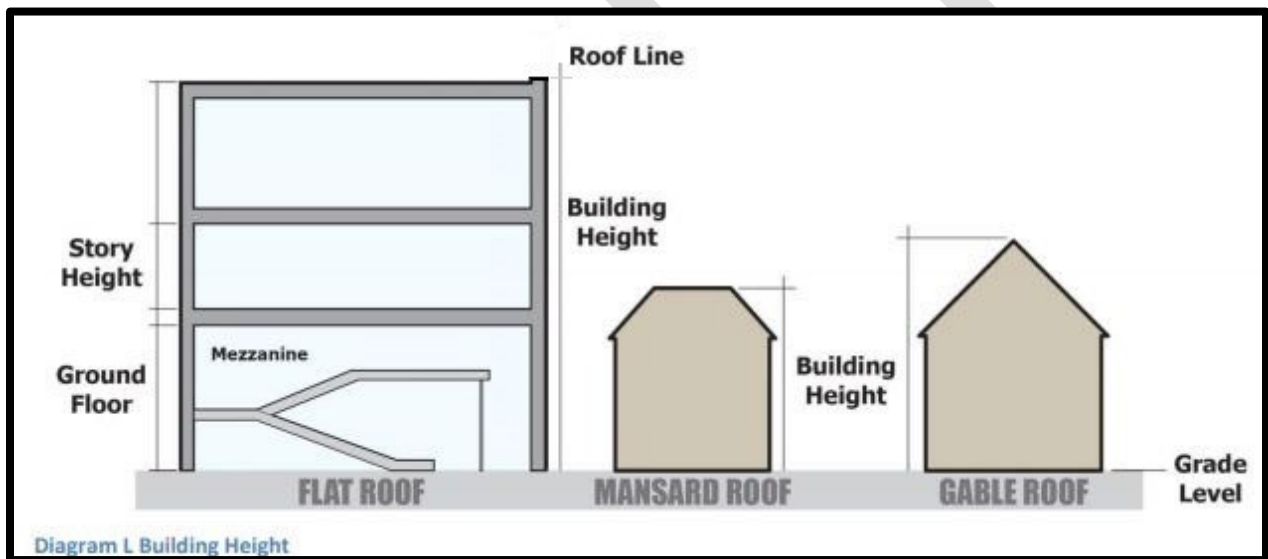 Roof Line
Building
Height
Story
Height
Mezzanine
Ground
Floor
Building
Height
Grade
Level
FLAT ROOF
MANSARD ROOF
GABLE ROOF
Diagram L Building Height